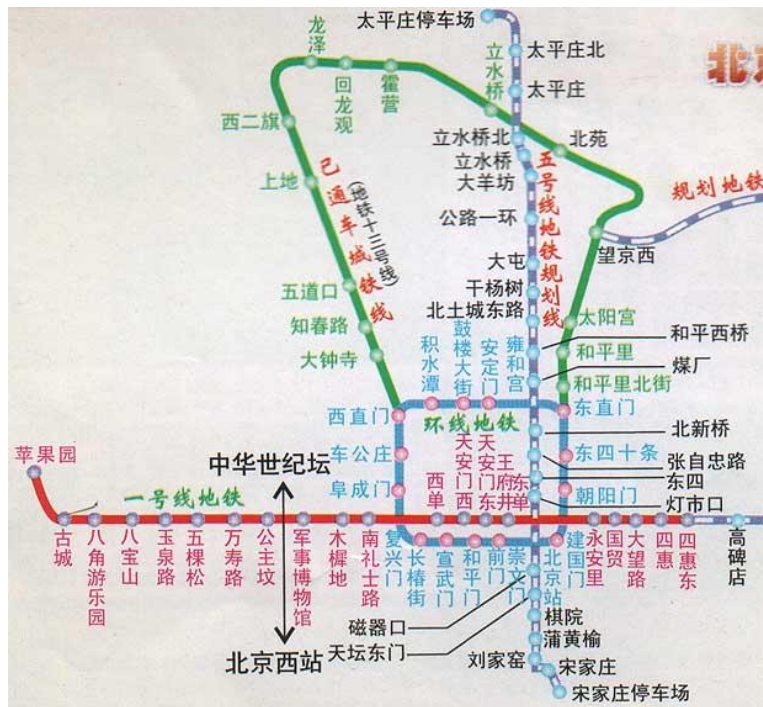 太平庄停车场
北京
龙泽
回龙观
霍营
立水桥
太平庄北
太平庄
西二旗
立水桥北
北苑
立水桥
上地
大羊坊
已通车城铁线
(地铁十三号线)
五号线地铁规划线
规划地铁
公路一环
望京西
大屯
五道口
干杨树
北土城东路
知春路
太阳宫
和平西桥
大钟寺
积水潭
鼓楼大街
安定门
雍和宫
和平里
煤厂
和平里北街
西直门
环线地铁
东直门
北新桥
苹果园
中华世纪坛
车公庄
东四十条
张自忠路
阜成门
西单
天安门西
天安门东
王府井
东单
朝阳门
东四
灯市口
一号线地铁
古城
八角游乐园
八宝山
玉泉路
五棵松
万寿路
公主坟
军事博物馆
木樨地
南礼士路
复兴门
长椿街
宣武门
和平门
前门
崇文门
北京站
建国门
永安里
国贸
大望路
四惠
四惠东
高碑店
磁器口
棋院
天坛东门
蒲黄榆
北京西站
刘家窑
宋家庄
宋家庄停车场